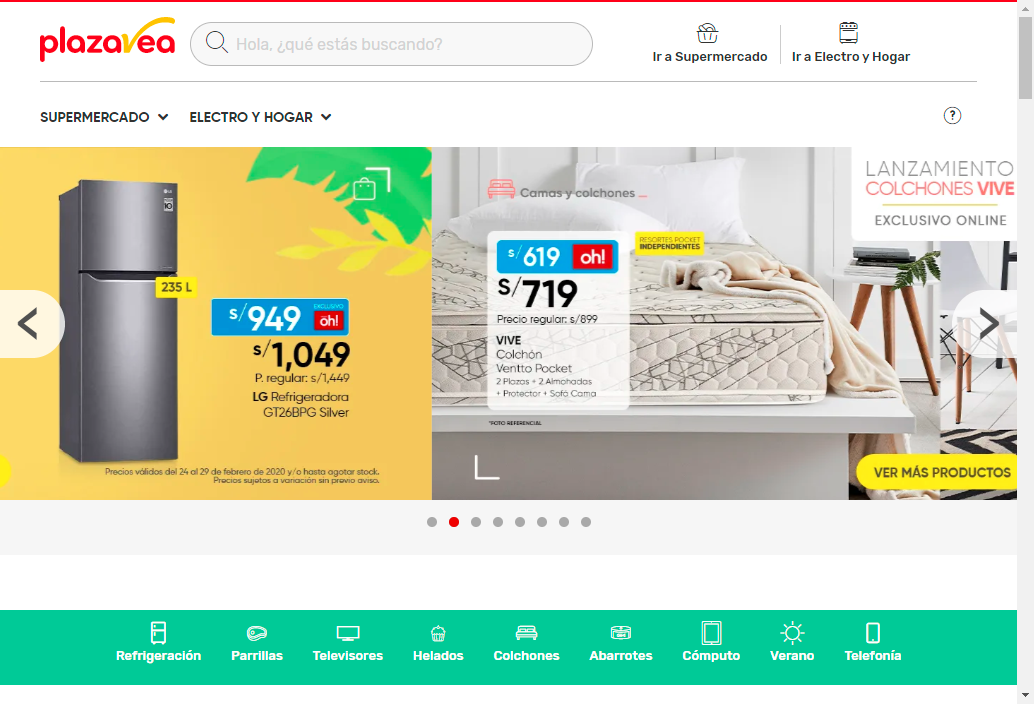 plazavea
Hola, ¿qué estás buscando?
Ir a Supermercado
Ir a Electro y Hogar
SUPERMERCADO
ELECTRO Y HOGAR
?
LG
235 L
S/949
EXCLUSIVO
oh!
S/1,049
P. regular: s/1,449
LG Refrigeradora
GT26BPG Silver
Precios válidos del 24 al 29 de febrero de 2020 y/o hasta agotar stock.
Precios sujetos a variación sin previo aviso.
Camas y colchones
RESORTES POCKET
INDEPENDIENTES
S/619 oh!
S/719
Precio regular: s/899
VIVE
Colchón
Ventto Pocket
2 Plazas + 2 Almohadas
+ Protector + Sofá Cama
*FOTO REFERENCIAL
LANZAMIENTO
COLCHONES VIVE
EXCLUSIVO ONLINE
VER MÁS PRODUCTOS
Refrigeración
Parrillas
Televisores
Helados
Colchones
Abarrotes
Cómputo
Verano
Telefonía